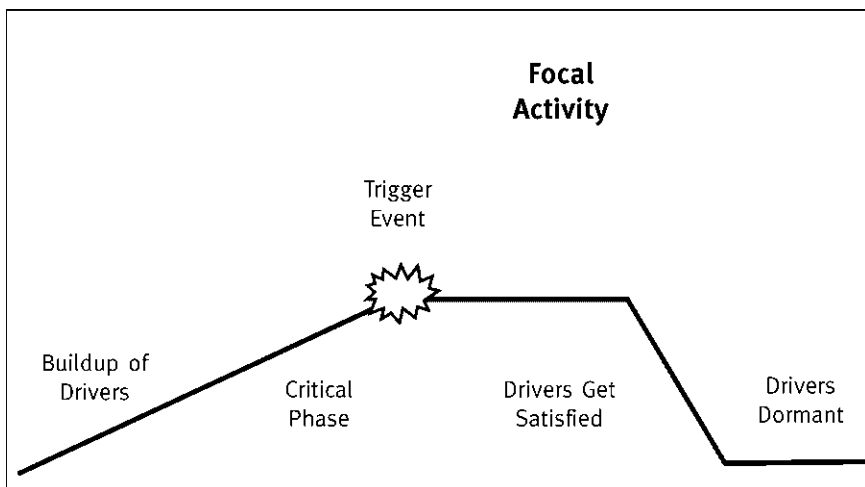 Focal
Activity
Trigger
Event
Buildup of
Drivers
Critical
Phase
Drivers Get
Satisfied
Drivers
Dormant